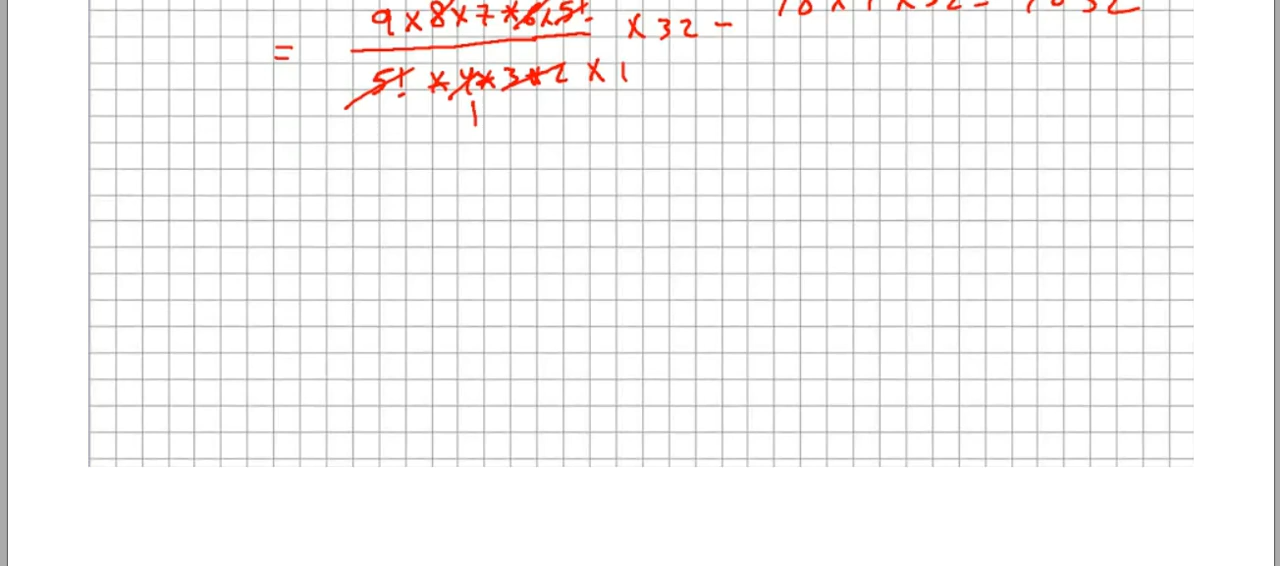 = 9 × 8 × 7 × 6 × 5! × 32 =
5! × 4 × 3 × 2 × 1
1